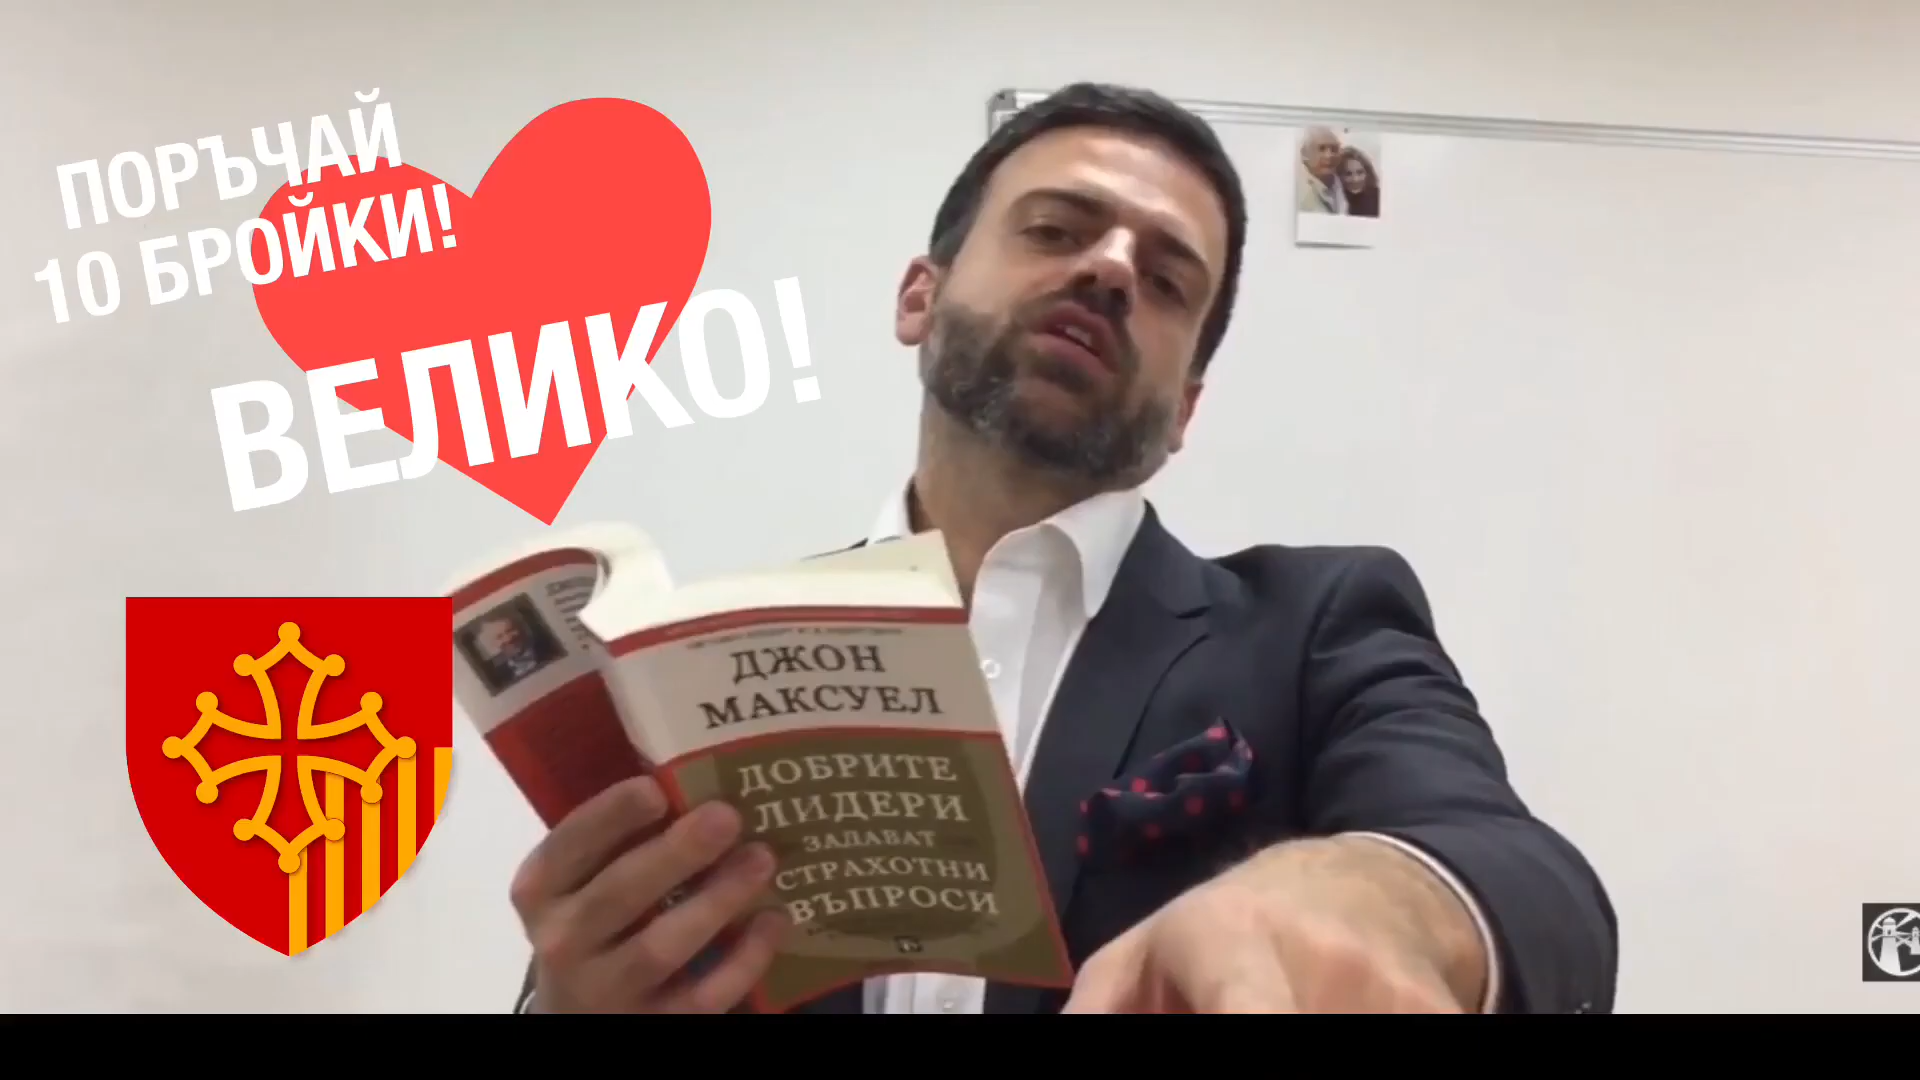 ПОРЪЧАЙ
10 БРОЙКИ!
ВЕЛИКО!
ДЖОН
МАКСУЕЛ
ДОБРИТЕ
ЛИДЕРИ
ЗАДАВАТ
СТРАХОТНИ
ВЪПРОСИ